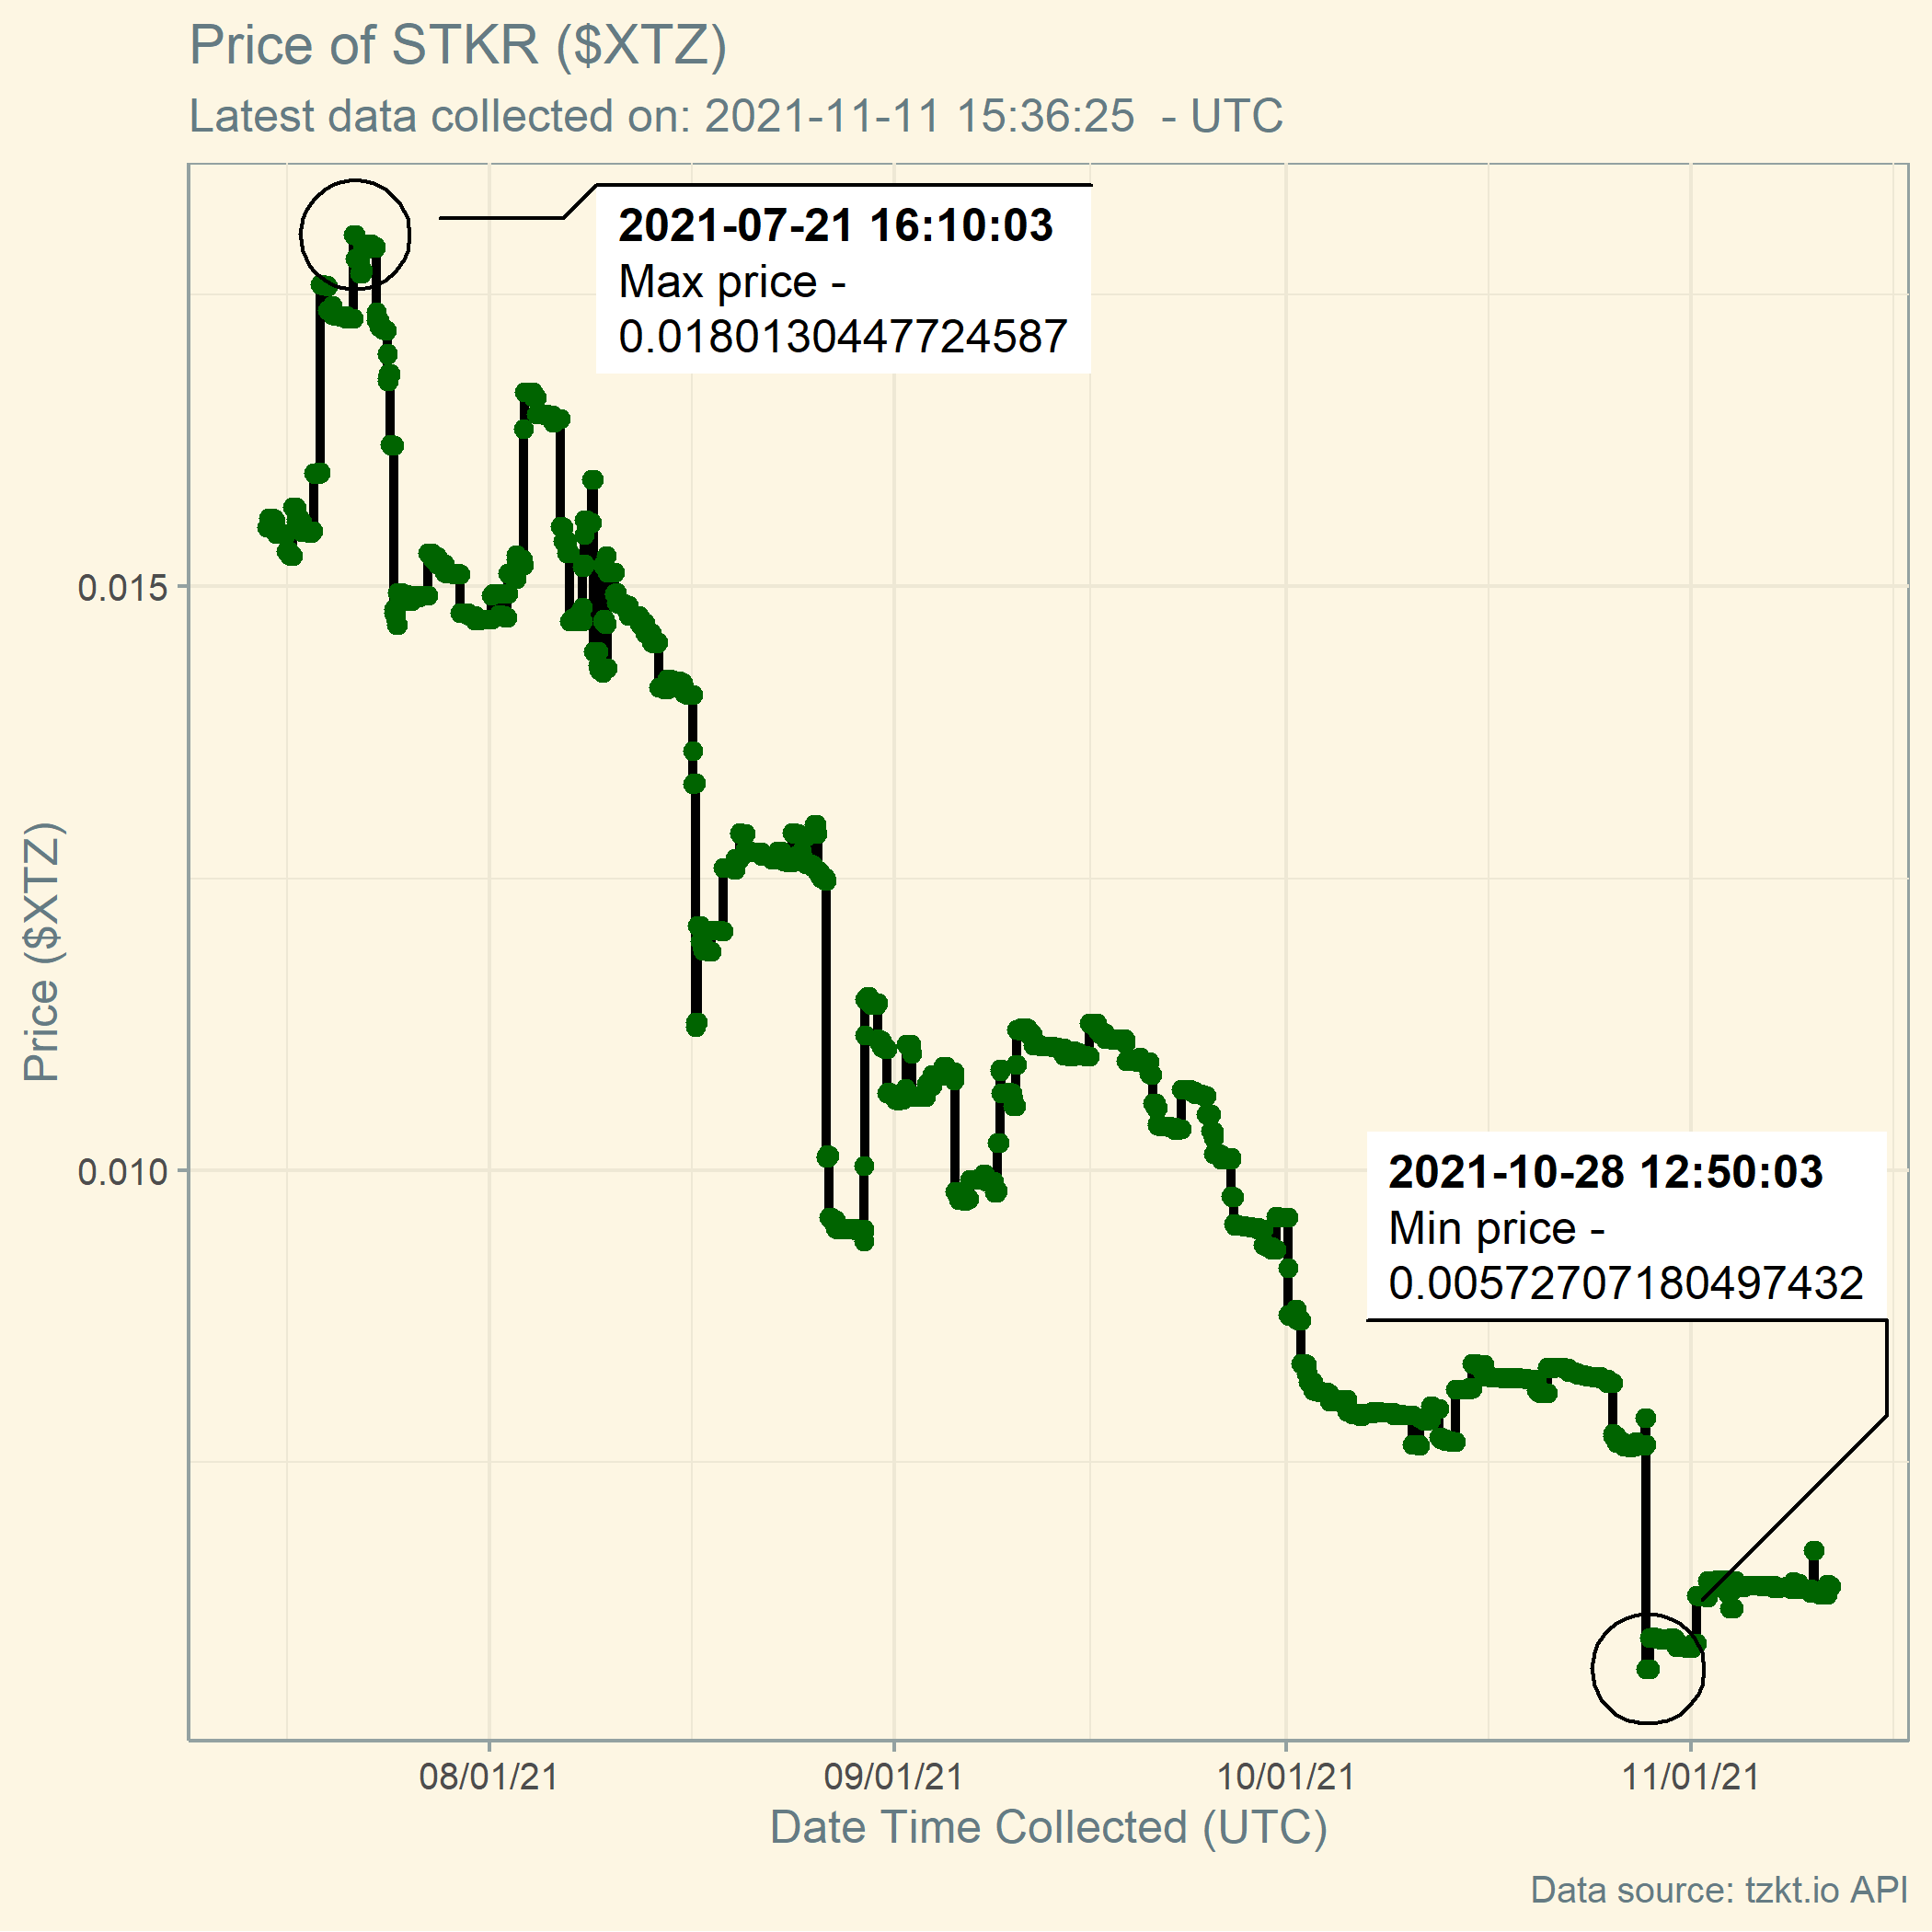 Price of STKR ($XTZ)
Latest data collected on: 2021-11-11 15:36:25  - UTC
2021-07-21 16:10:03
Max price -
0.0180130447724587
0.015
Price ($XTZ)
0.010
2021-10-28 12:50:03
Min price -
0.00572707180497432
08/01/21
09/01/21
10/01/21
11/01/21
Date Time Collected (UTC)
Data source: tzkt.io API